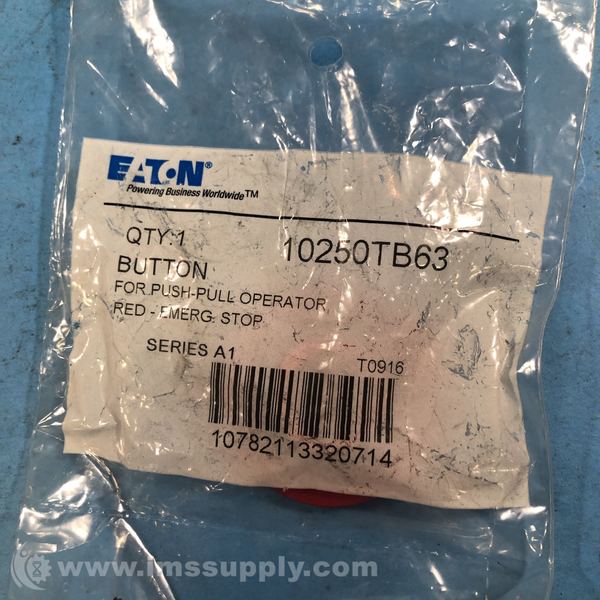 EATON®
Powering Business Worldwide™
QTY:1
10250TB63
BUTTON
FOR PUSH-PULL OPERATOR
RED - EMERG. STOP
SERIES A1
T0916
10782113320714
www.imssupply.com